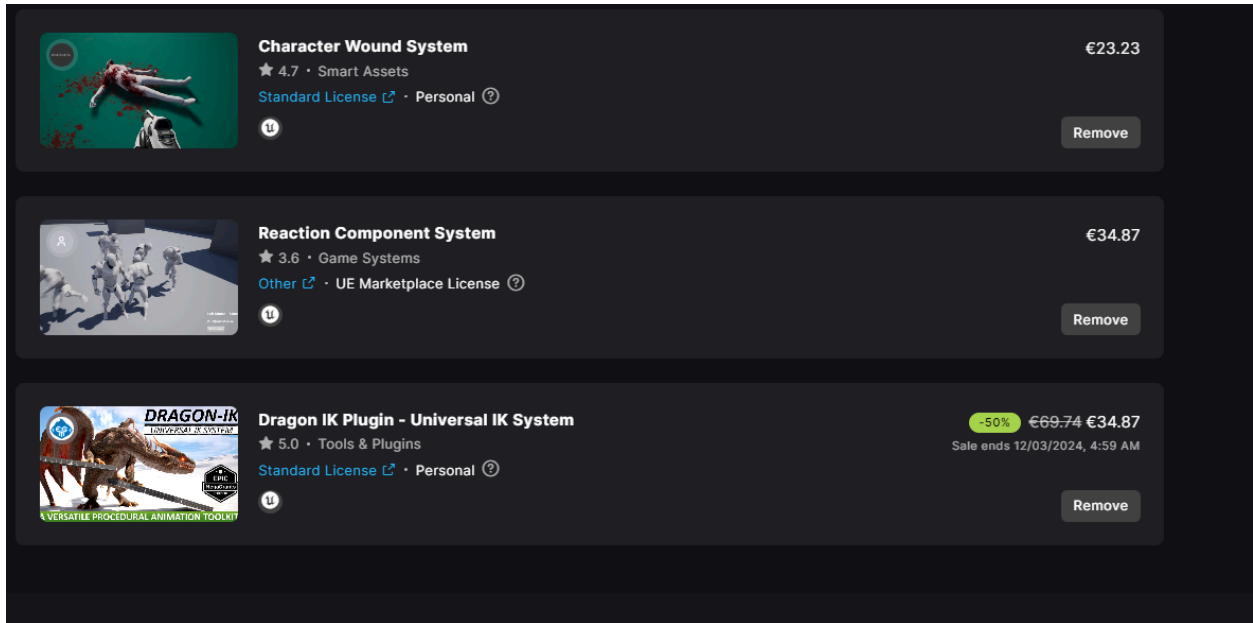 Character Wound System
€23.23
4.7 • Smart Assets
Standard License • Personal ?
Remove
Reaction Component System
€34.87
3.6 • Game Systems
Other • UE Marketplace License ?
Remove
DRAGON-IK
UNIVERSAL IK SYSTEM
EPIC
MegaGrants
A VERSATILE PROCEDURAL ANIMATION TOOLKIT
Dragon IK Plugin - Universal IK System
-50% €69.74 €34.87
5.0 • Tools & Plugins
Sale ends 12/03/2024, 4:59 AM
Standard License • Personal ?
Remove